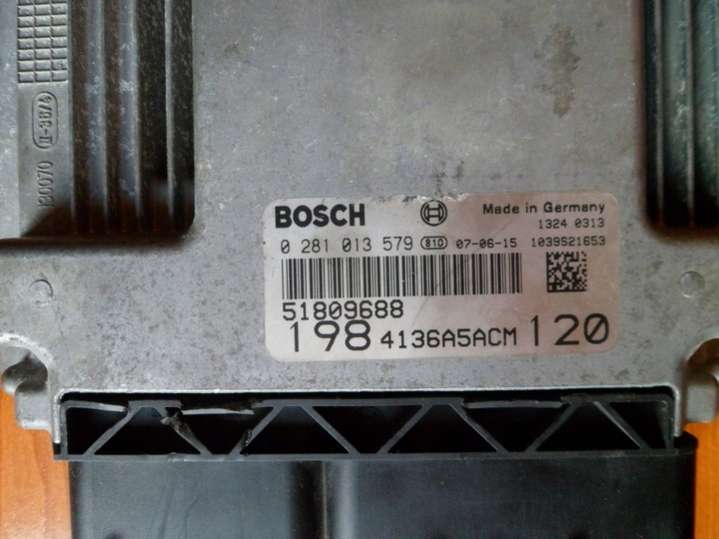 BOSCH Made in Germany
1324 0313
0 281 013 579 810 07-06-15 1039S21653
51809688
198 4136A5ACM 120